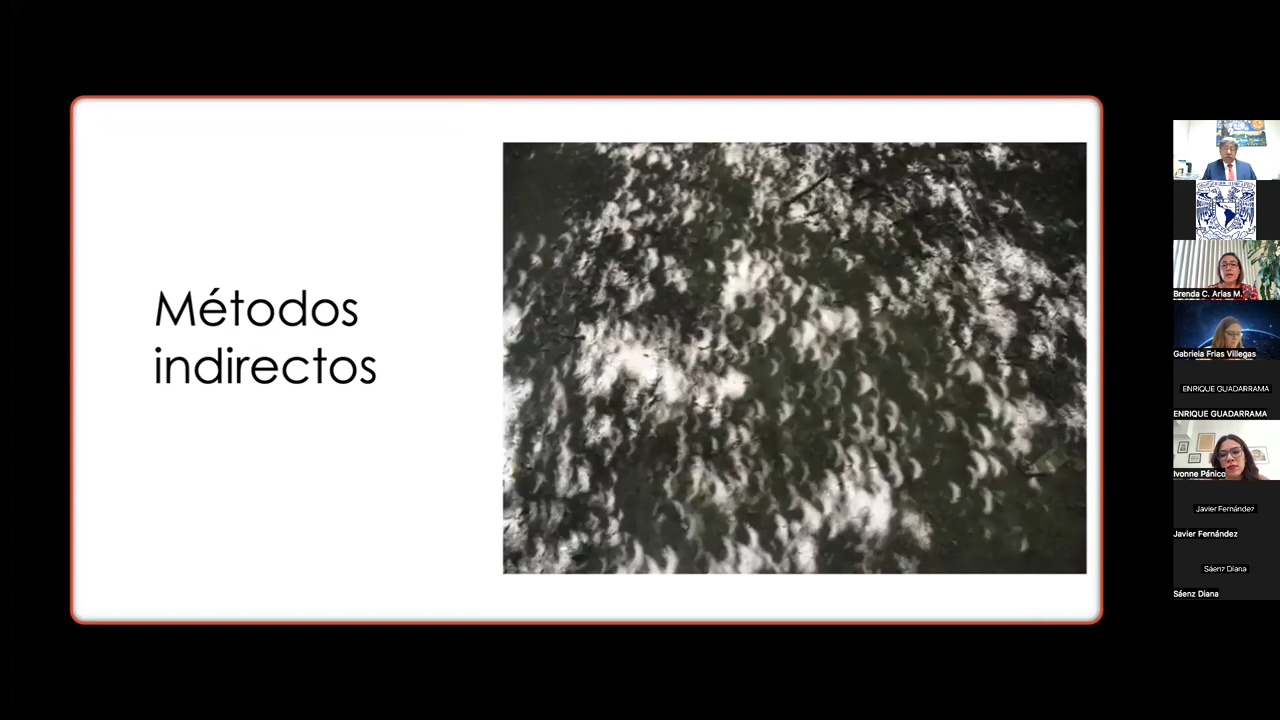 Métodos
indirectos
Brenda C. Arias M.
Gabriela Frías Villegas
ENRIQUE GUADARRAMA
ENRIQUE GUADARRAMA
Ivonne Pánico
Javier Fernández
Javier Fernández
Sáenz Diana
Sáenz Diana